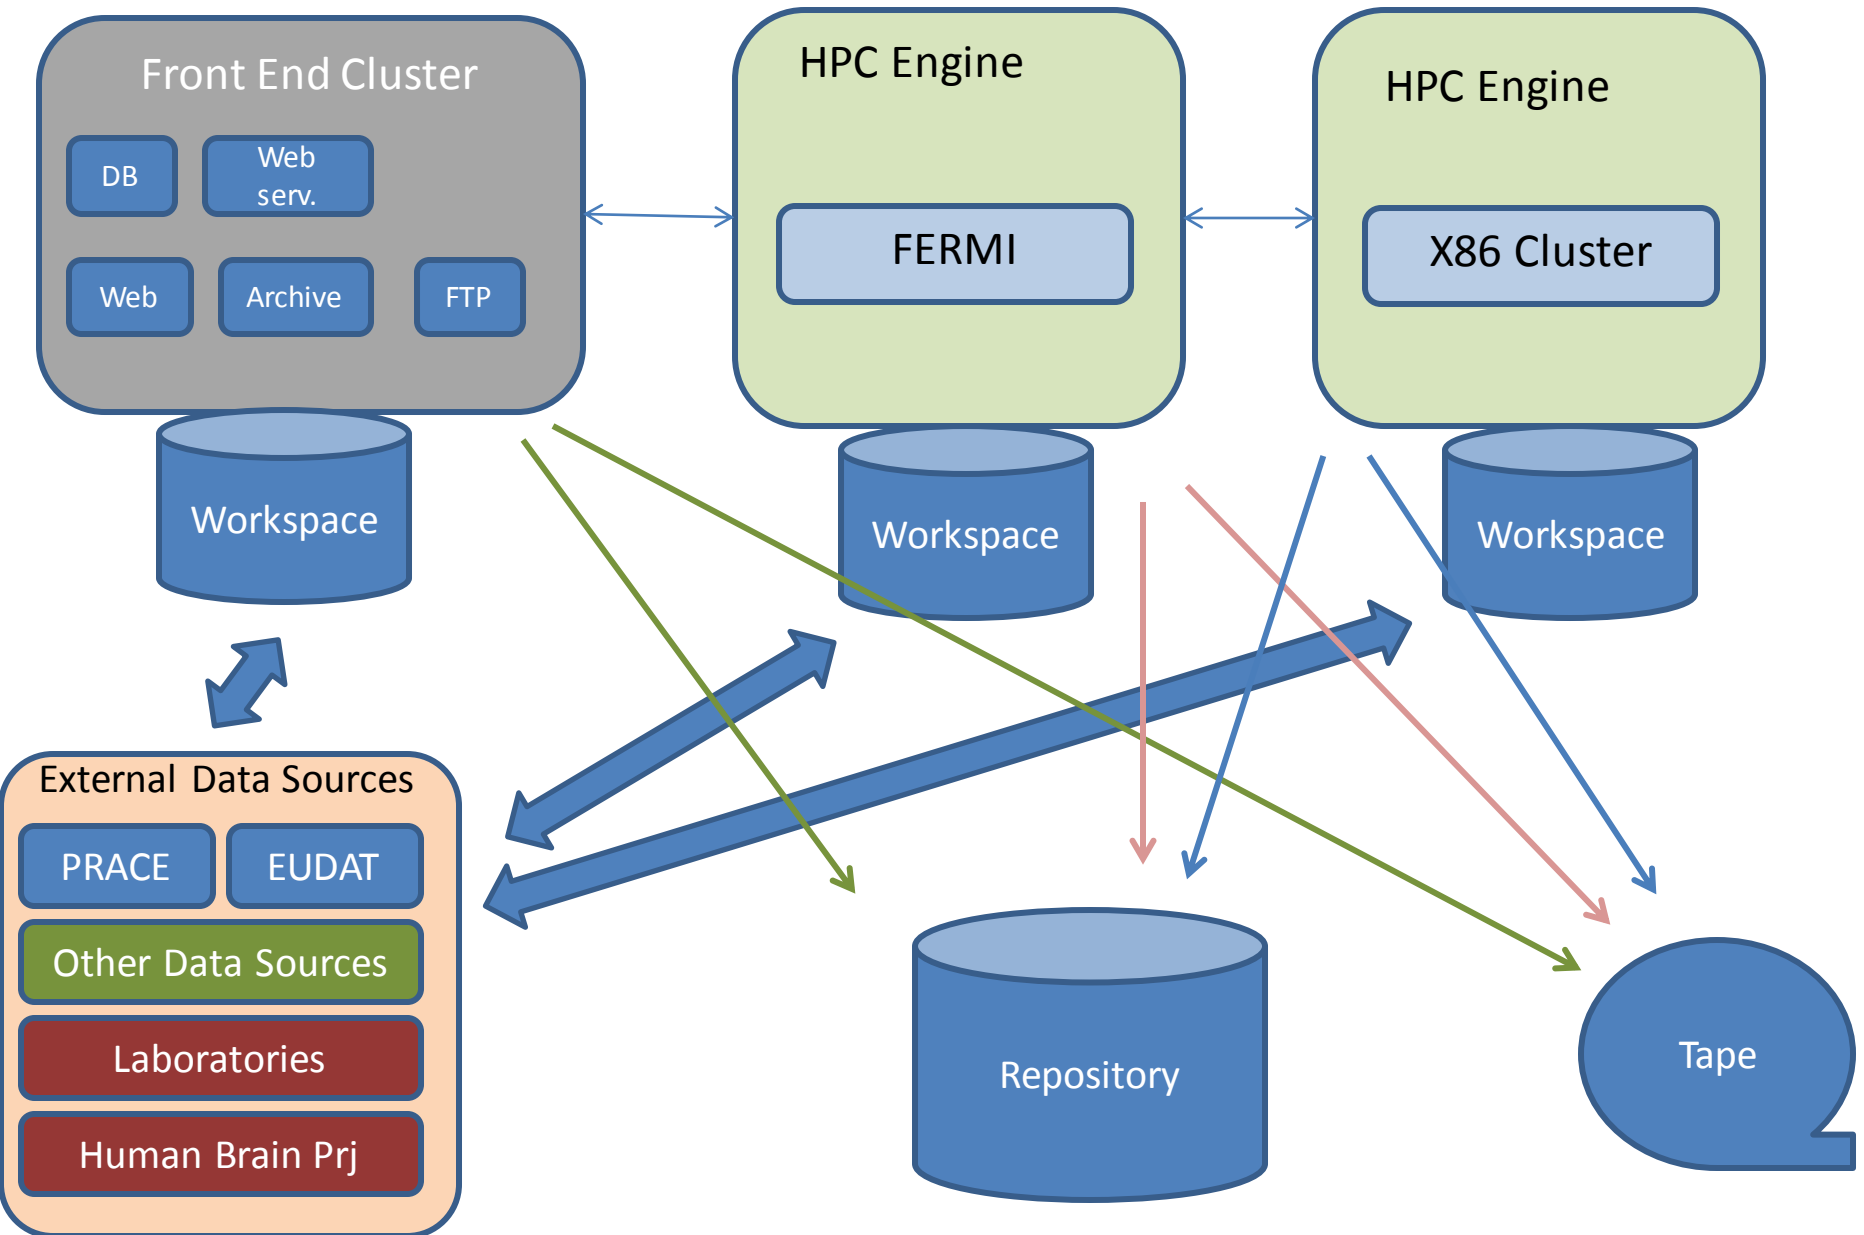 Front End Cluster
DB
Web
serv.
Web
Archive
FTP
HPC Engine
FERMI
HPC Engine
X86 Cluster
Workspace
Workspace
Workspace
External Data Sources
PRACE
EUDAT
Other Data Sources
Laboratories
Human Brain Prj
Repository
Tape